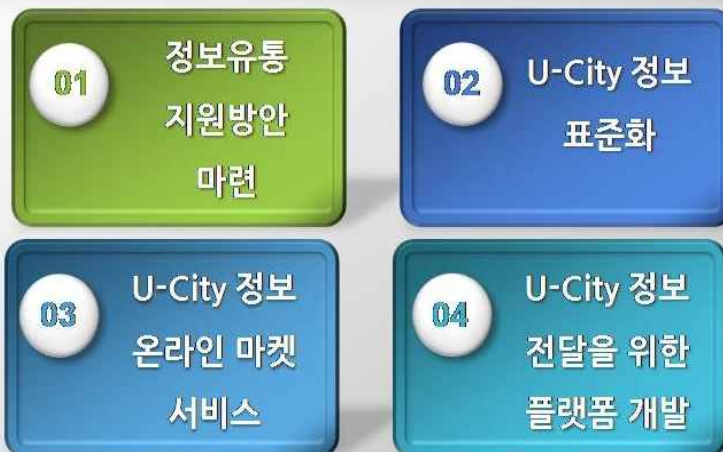 01
정보유통
지원방안
마련
02
U-City 정보
표준화
03
U-City 정보
온라인 마켓
서비스
04
U-City 정보
전달을 위한
플랫폼 개발